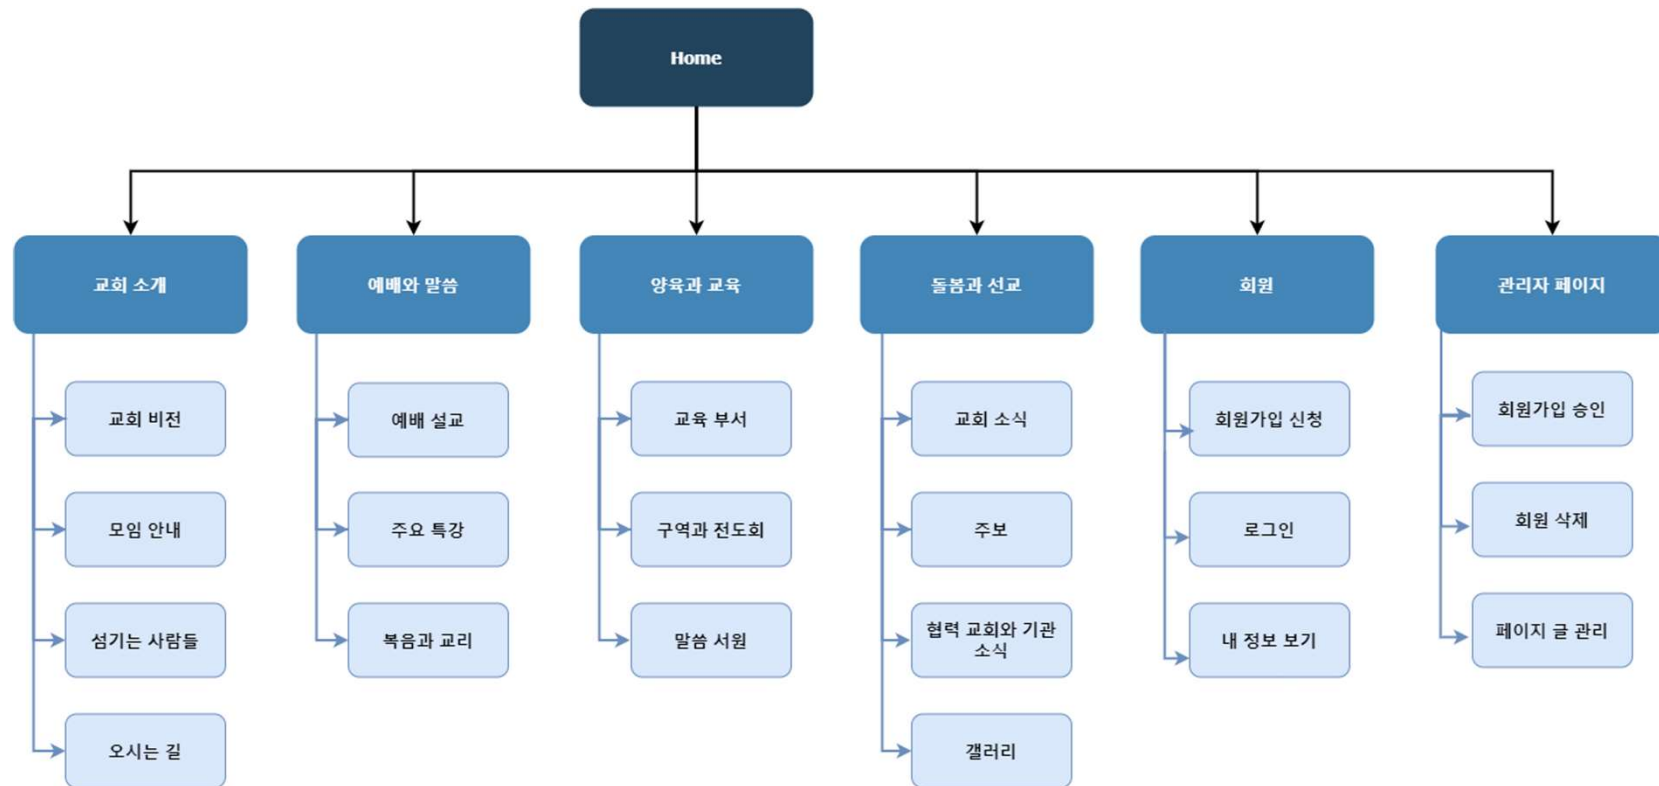 Home
교회 소개
예배와 말씀
양육과 교육
돌봄과 선교
회원
관리자 페이지
교회 비전
모임 안내
섬기는 사람들
오시는 길
예배 설교
주요 특강
복음과 교리
교육 부서
구역과 전도회
말씀 서원
교회 소식
주보
협력 교회와 기관
소식
갤러리
회원가입 신청
로그인
내 정보 보기
회원가입 승인
회원 삭제
페이지 글 관리